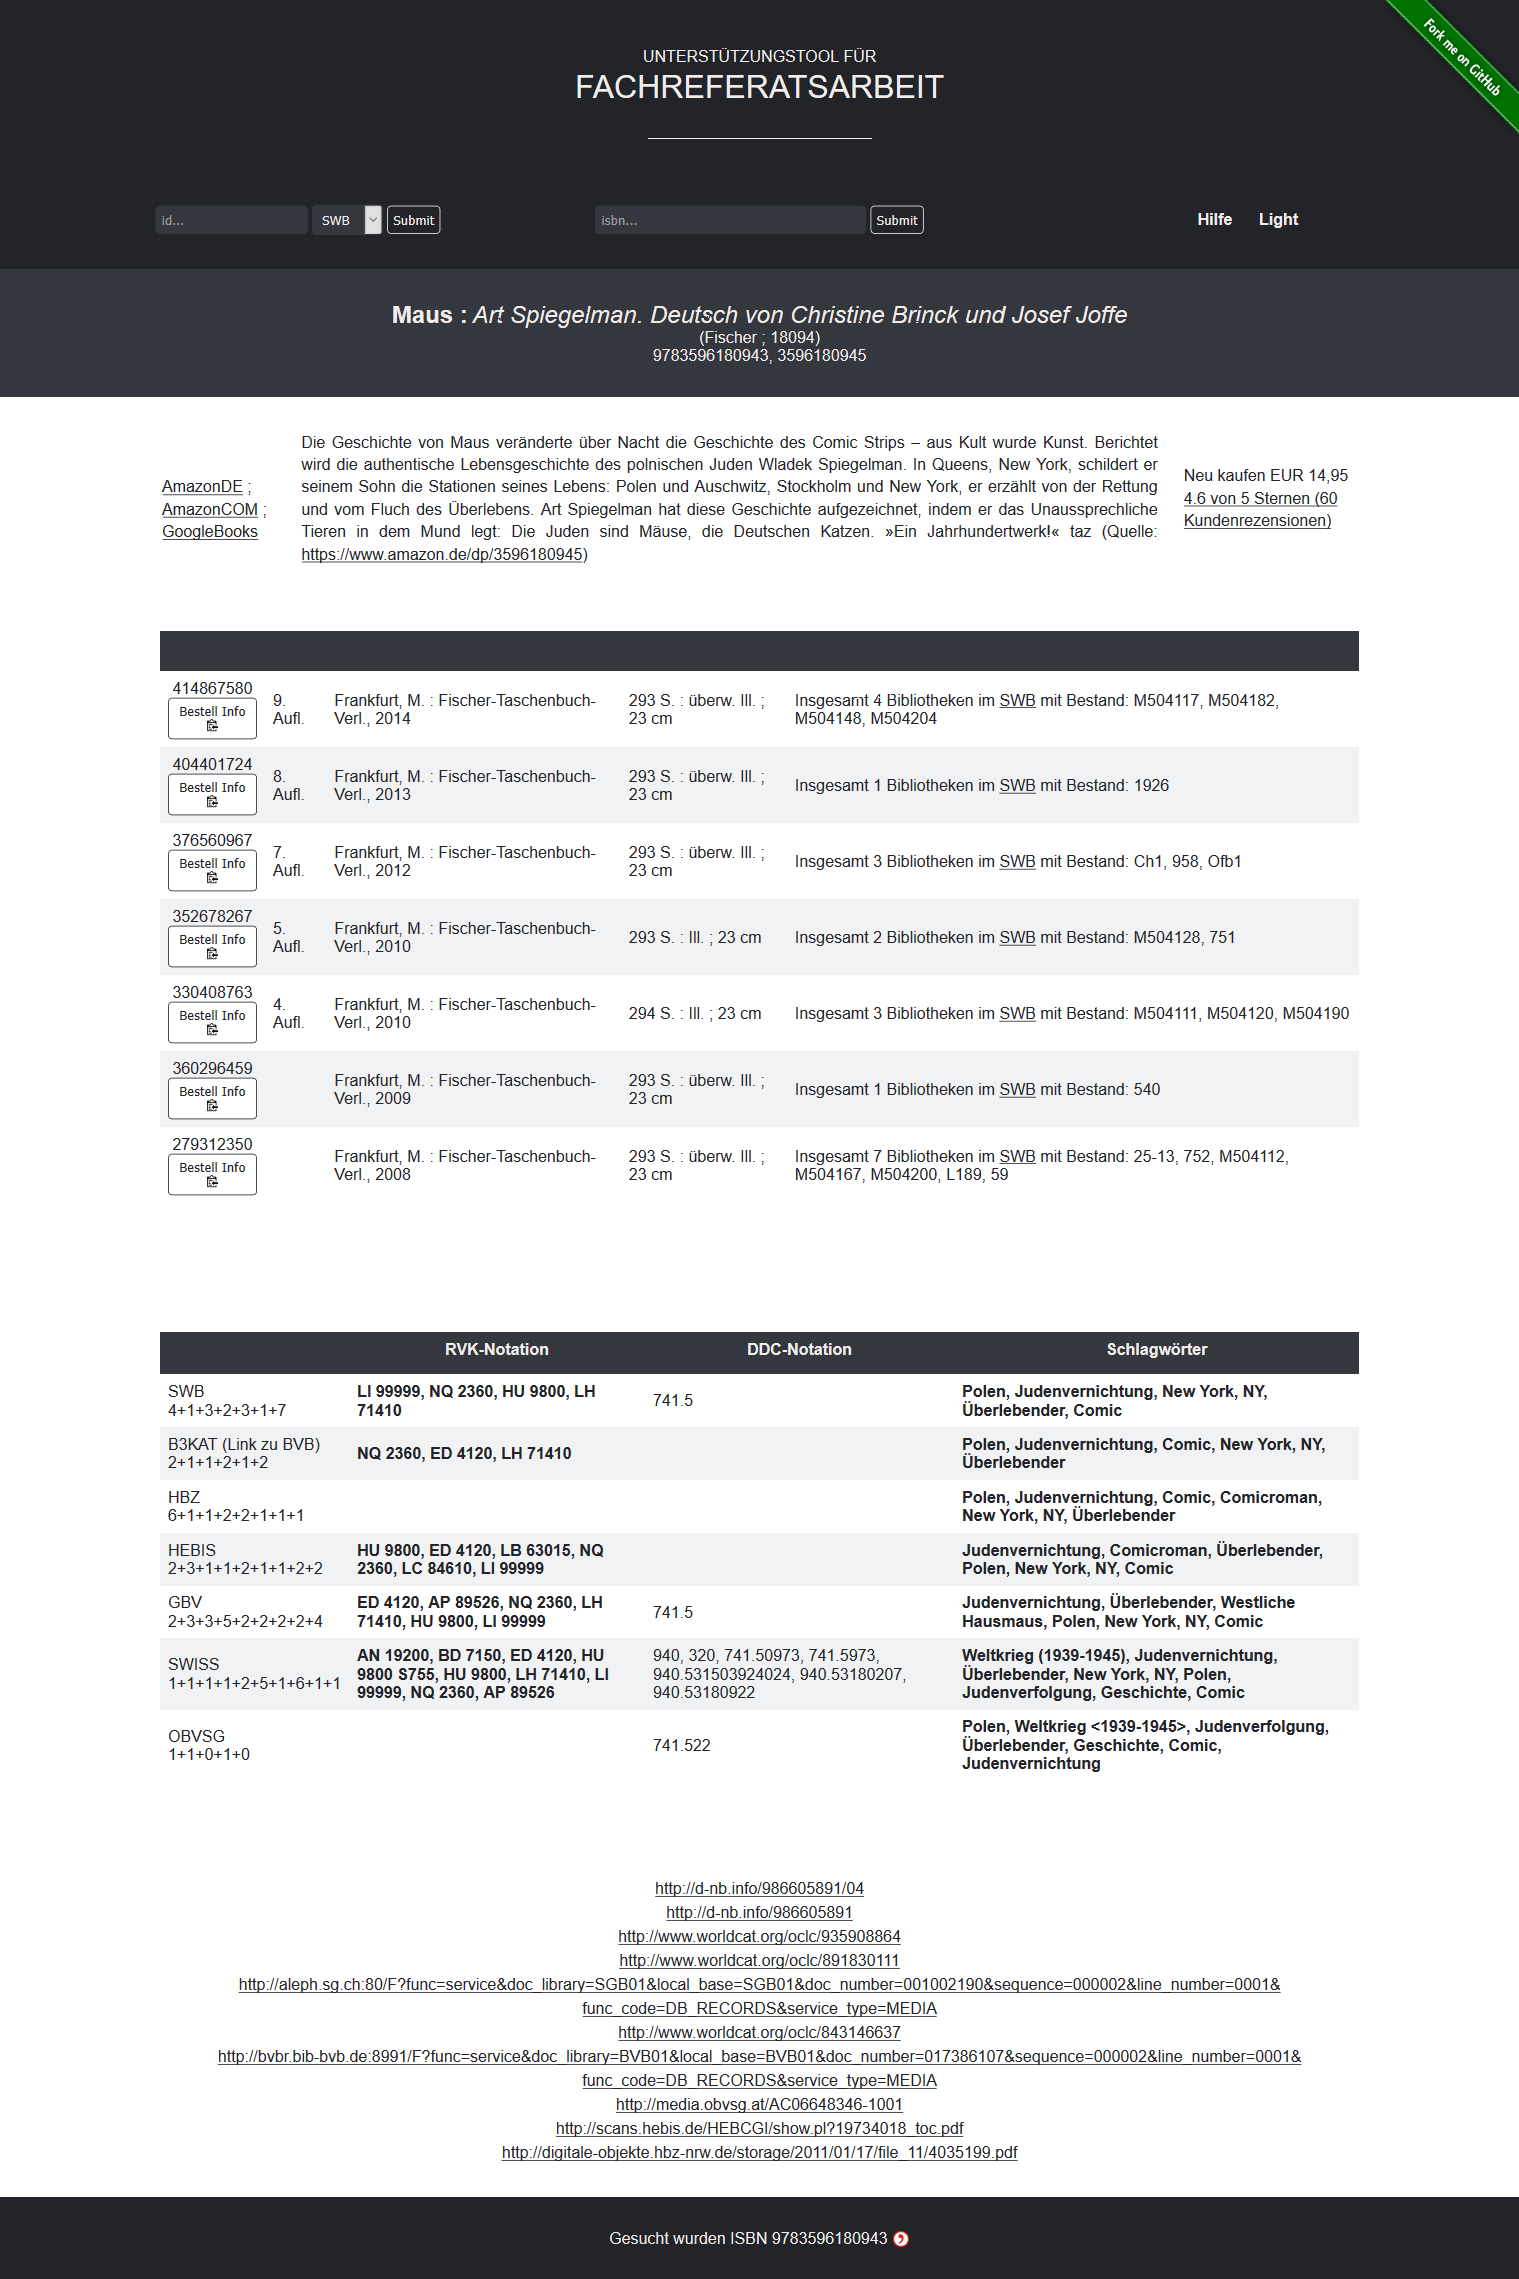 Fork me on GitHub
UNTERSTÜTZUNGSTOOL FÜR
FACHREFERATSARBEIT
id... SWB Submit isbn... Submit Hilfe Light
Maus : Art Spiegelman. Deutsch von Christine Brinck und Josef Joffe
(Fischer ; 18094)
9783596180943, 3596180945
AmazonDE ;
AmazonCOM ;
GoogleBooks
Die Geschichte von Maus veränderte über Nacht die Geschichte des Comic Strips – aus Kult wurde Kunst. Berichtet
wird die authentische Lebensgeschichte des polnischen Juden Wladek Spiegelman. In Queens, New York, schildert er
seinem Sohn die Stationen seines Lebens: Polen und Auschwitz, Stockholm und New York, er erzählt von der Rettung
und vom Fluch des Überlebens. Art Spiegelman hat diese Geschichte aufgezeichnet, indem er das Unaussprechliche
Tieren in dem Mund legt: Die Juden sind Mäuse, die Deutschen Katzen. »Ein Jahrhundertwerk!« taz (Quelle:
https://www.amazon.de/dp/3596180945)
Neu kaufen EUR 14,95
4.6 von 5 Sternen (60
Kundenrezensionen)
414867580
Bestell Info
9.
Aufl.
Frankfurt, M. : Fischer-Taschenbuch-
Verl., 2014
293 S. : überw. Ill. ;
23 cm
Insgesamt 4 Bibliotheken im SWB mit Bestand: M504117, M504182,
M504148, M504204
404401724
Bestell Info
8.
Aufl.
Frankfurt, M. : Fischer-Taschenbuch-
Verl., 2013
293 S. : überw. Ill. ;
23 cm
Insgesamt 1 Bibliotheken im SWB mit Bestand: 1926
376560967
Bestell Info
7.
Aufl.
Frankfurt, M. : Fischer-Taschenbuch-
Verl., 2012
293 S. : überw. Ill. ;
23 cm
Insgesamt 3 Bibliotheken im SWB mit Bestand: Ch1, 958, Ofb1
352678267
Bestell Info
5.
Aufl.
Frankfurt, M. : Fischer-Taschenbuch-
Verl., 2010
293 S. : Ill. ; 23 cm
Insgesamt 2 Bibliotheken im SWB mit Bestand: M504128, 751
330408763
Bestell Info
4.
Aufl.
Frankfurt, M. : Fischer-Taschenbuch-
Verl., 2010
294 S. : Ill. ; 23 cm
Insgesamt 3 Bibliotheken im SWB mit Bestand: M504111, M504120, M504190
360296459
Bestell Info
Frankfurt, M. : Fischer-Taschenbuch-
Verl., 2009
293 S. : überw. Ill. ;
23 cm
Insgesamt 1 Bibliotheken im SWB mit Bestand: 540
279312350
Bestell Info
Frankfurt, M. : Fischer-Taschenbuch-
Verl., 2008
293 S. : überw. Ill. ;
23 cm
Insgesamt 7 Bibliotheken im SWB mit Bestand: 25-13, 752, M504112,
M504167, M504200, L189, 59
RVK-Notation DDC-Notation Schlagwörter
SWB
4+1+3+2+3+1+7
LI 99999, NQ 2360, HU 9800, LH
71410
741.5
Polen, Judenvernichtung, New York, NY,
Überlebender, Comic
B3KAT (Link zu BVB)
2+1+1+2+1+2
NQ 2360, ED 4120, LH 71410
Polen, Judenvernichtung, Comic, New York, NY,
Überlebender
HBZ
6+1+1+2+2+1+1+1
Polen, Judenvernichtung, Comic, Comicroman,
New York, NY, Überlebender
HEBIS
2+3+1+1+2+1+1+2+2
HU 9800, ED 4120, LB 63015, NQ
2360, LC 84610, LI 99999
Judenvernichtung, Comicroman, Überlebender,
Polen, New York, NY, Comic
GBV
2+3+3+5+2+2+2+2+4
ED 4120, AP 89526, NQ 2360, LH
71410, HU 9800, LI 99999
741.5
Judenvernichtung, Überlebender, Westliche
Hausmaus, Polen, New York, NY, Comic
SWISS
1+1+1+1+2+5+1+6+1+1
AN 19200, BD 7150, ED 4120, HU
9800 S755, HU 9800, LH 71410, LI
99999, NQ 2360, AP 89526
940, 320, 741.50973, 741.5973,
940.531503924024, 940.53180207,
940.53180922
Weltkrieg (1939-1945), Judenvernichtung,
Überlebender, New York, NY, Polen,
Judenverfolgung, Geschichte, Comic
OBVSG
1+1+0+1+0
741.522
Polen, Weltkrieg <1939-1945>, Judenverfolgung,
Überlebender, Geschichte, Comic,
Judenvernichtung
http://d-nb.info/986605891/04
http://d-nb.info/986605891
http://www.worldcat.org/oclc/935908864
http://www.worldcat.org/oclc/891830111
http://aleph.sg.ch:80/F?func=service&doc_library=SGB01&local_base=SGB01&doc_number=001002190&sequence=000002&line_number=0001&
func_code=DB_RECORDS&service_type=MEDIA
http://www.worldcat.org/oclc/843146637
http://bvbr.bib-bvb.de:8991/F?func=service&doc_library=BVB01&local_base=BVB01&doc_number=017386107&sequence=000002&line_number=0001&
func_code=DB_RECORDS&service_type=MEDIA
http://media.obvsg.at/AC06648346-1001
http://scans.hebis.de/HEBCGI/show.pl?19734018_toc.pdf
http://digitale-objekte.hbz-nrw.de/storage/2011/01/17/file_11/4035199.pdf
Gesucht wurden ISBN 9783596180943